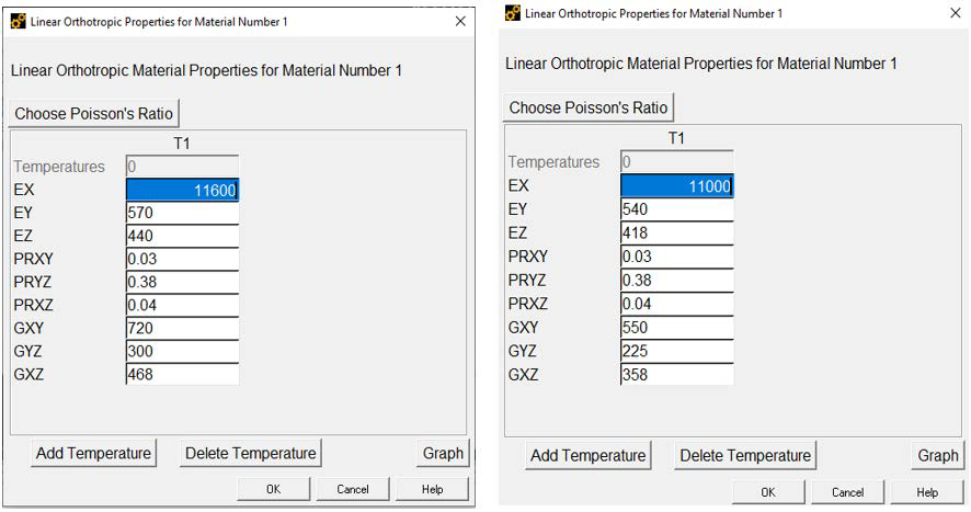 Linear Orthotropic Properties for Material Number 1
Linear Orthotropic Material Properties for Material Number 1
Choose Poisson's Ratio
T1
Temperatures 0
EX 11600
EY 570
EZ 440
PRXY 0.03
PRYZ 0.38
PRXZ 0.04
GXY 720
GYZ 300
GXZ 468
Add Temperature Delete Temperature Graph
OK Cancel Help
Linear Orthotropic Properties for Material Number 1
Linear Orthotropic Material Properties for Material Number 1
Choose Poisson's Ratio
T1
Temperatures 0
EX 11000
EY 540
EZ 418
PRXY 0.03
PRYZ 0.38
PRXZ 0.04
GXY 550
GYZ 225
GXZ 358
Add Temperature Delete Temperature Graph
OK Cancel Help